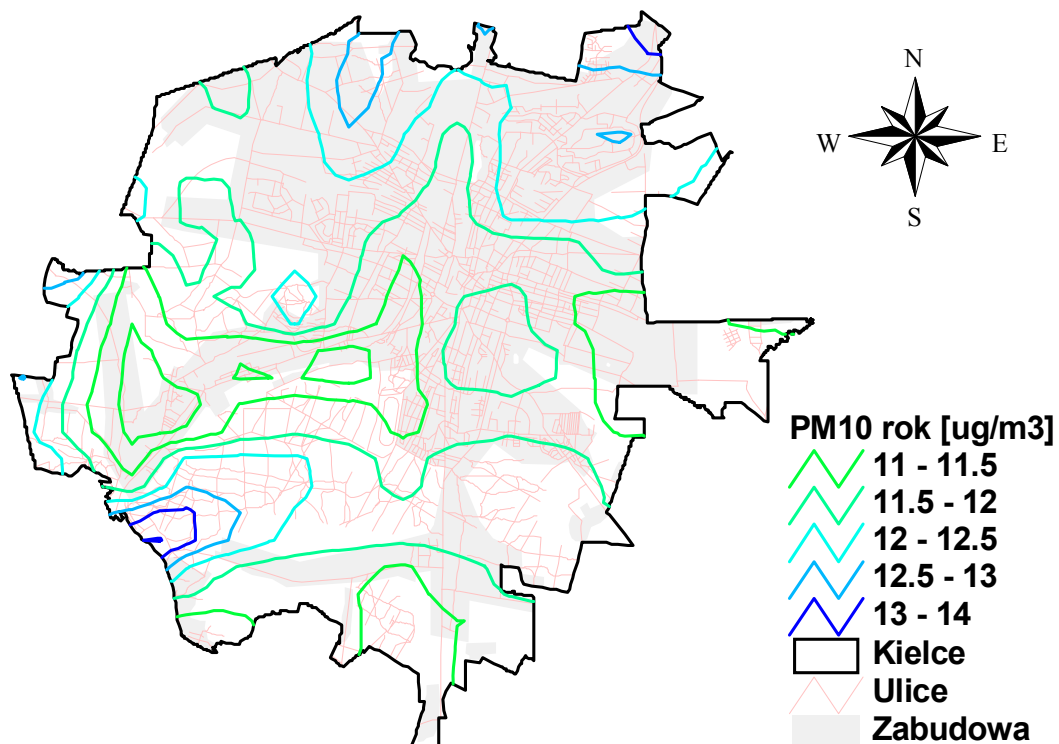 N
W E
S
PM10 rok [ug/m3]
11 - 11.5
11.5 - 12
12 - 12.5
12.5 - 13
13 - 14
Kielce
Ulice
Zabudowa